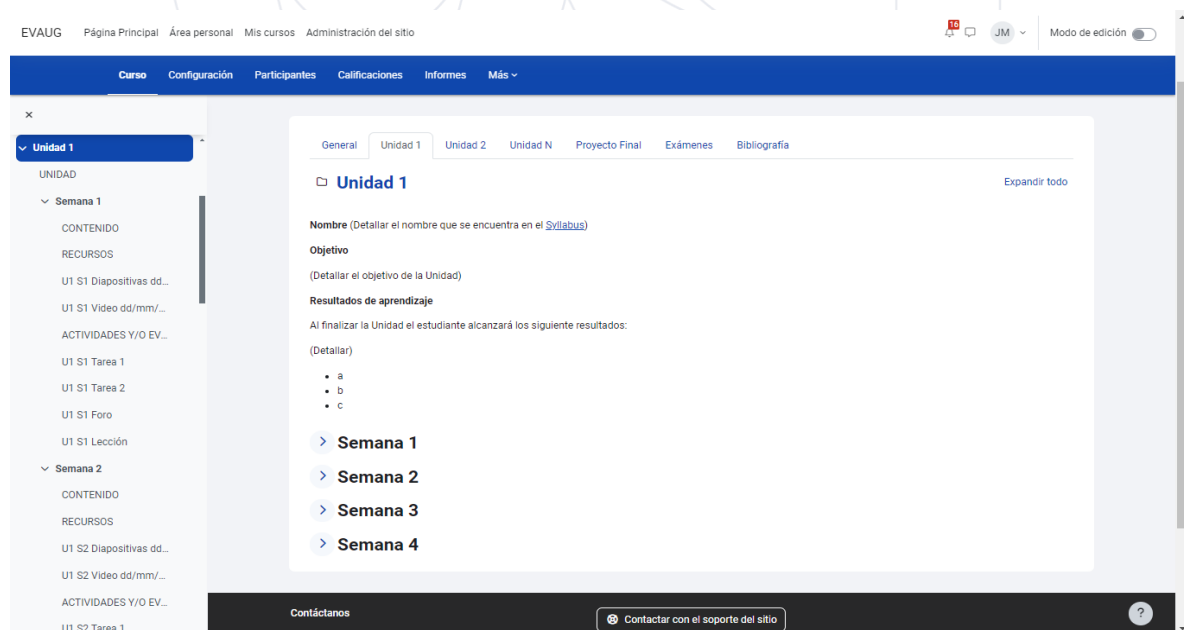 EVAUG Página Principal Área personal Mis cursos Administración del sitio 16 JM Modo de edición
Curso Configuración Participantes Calificaciones Informes Más
Unidad 1
UNIDAD
Semana 1
CONTENIDO
RECURSOS
U1 S1 Diapositivas dd...
U1 S1 Video dd/mm/...
ACTIVIDADES Y/O EV...
U1 S1 Tarea 1
U1 S1 Tarea 2
U1 S1 Foro
U1 S1 Lección
Semana 2
CONTENIDO
RECURSOS
U1 S2 Diapositivas dd...
U1 S2 Video dd/mm/...
ACTIVIDADES Y/O EV...
U1 S2 Tarea 1
General Unidad 1 Unidad 2 Unidad N Proyecto Final Exámenes Bibliografía
Unidad 1 Expandir todo
Nombre (Detallar el nombre que se encuentra en el Syllabus)
Objetivo
(Detallar el objetivo de la Unidad)
Resultados de aprendizaje
Al finalizar la Unidad el estudiante alcanzará los siguiente resultados:
(Detallar)
• a
• b
• c
Semana 1
Semana 2
Semana 3
Semana 4
Contáctanos Contactar con el soporte del sitio ?